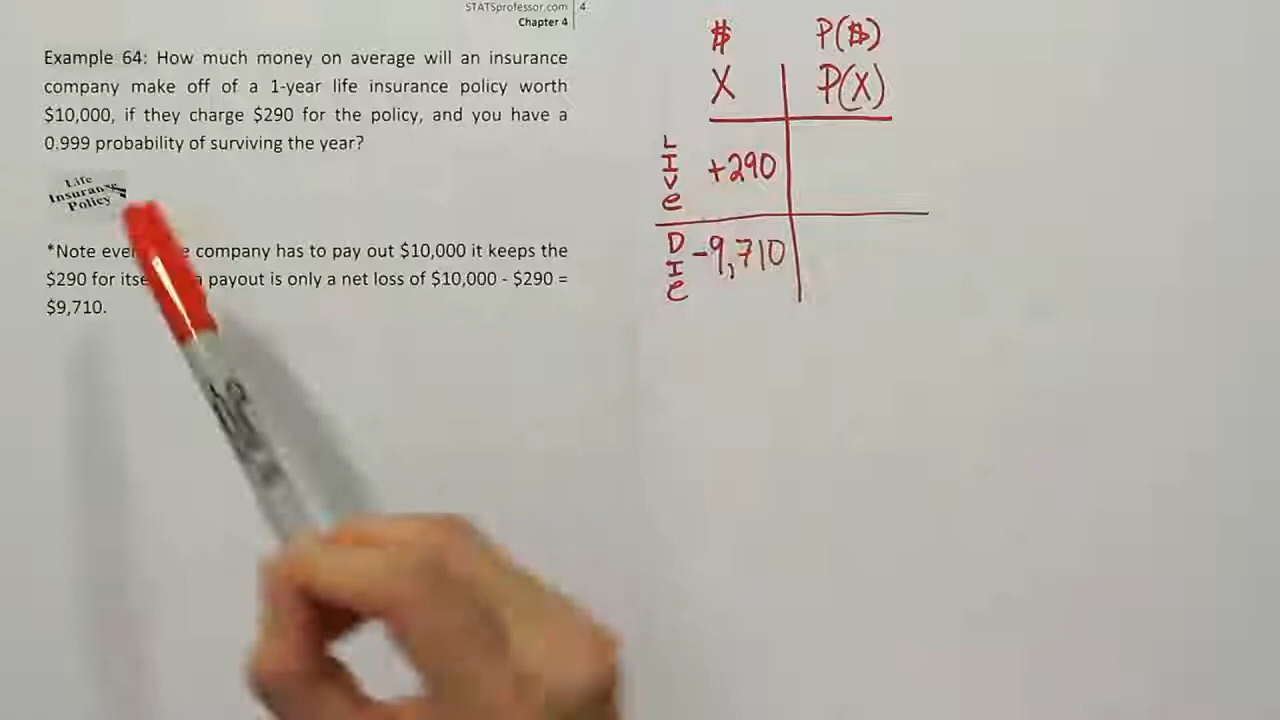 STATSprofessor.com 4
Chapter 4
Example 64: How much money on average will an insurance
company make off of a 1-year life insurance policy worth
$10,000, if they charge $290 for the policy, and you have a
0.999 probability of surviving the year?
Life
Insurance
Policy
*Note company has to pay out $10,000 it keeps the
$290 for payout is only a net loss of $10,000 - $290 =
$9,710.
$ P($)
X P(X)
LIVe +290
DIe -9,710